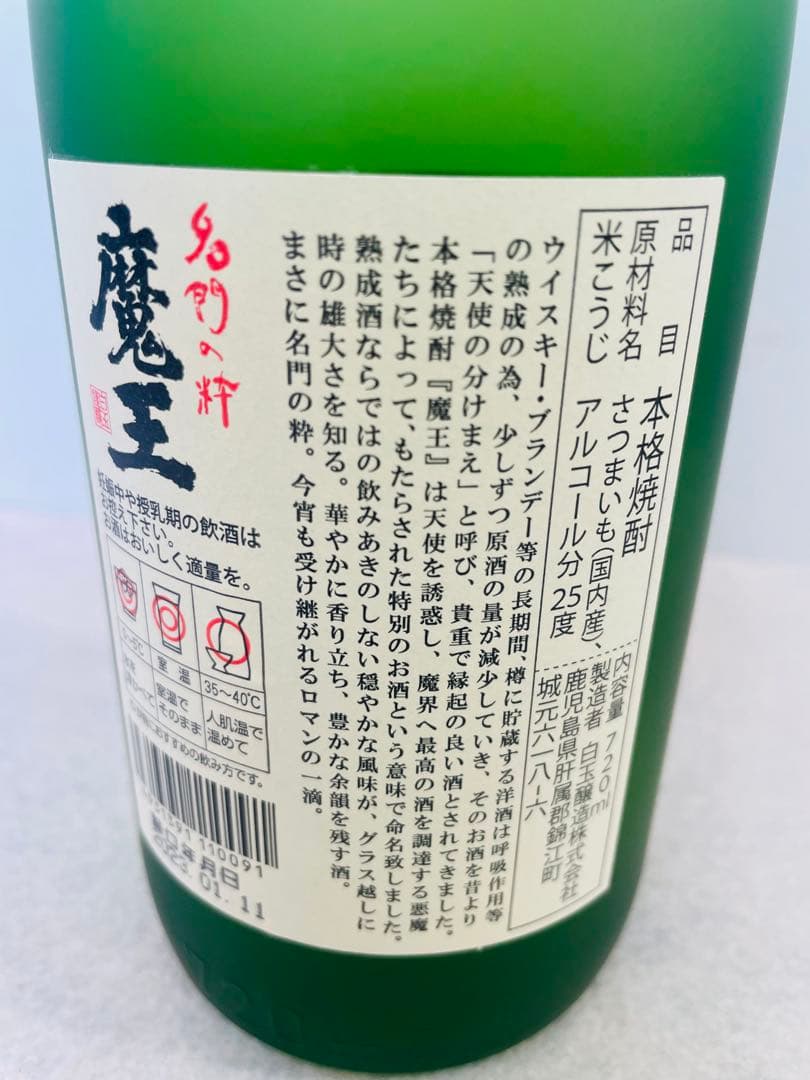 品目 本格焼酎
原材料名 さつまいも(国内産)、
米こうじ アルコール分 25度
内容量 720ml
製造者 白玉醸造株式会社
鹿児島県肝属郡錦江町
城元六-八-六
ウイスキー・ブランデー等の長期間、樽に貯蔵する洋酒は呼吸作用等
の熟成の為、少しずつ原酒の量が減少していき、そのお酒を昔より
「天使の分けまえ」と呼び、貴重で縁起の良い酒とされてきました。
本格焼酎『魔王』は天使を誘惑し、魔界へ最高の酒を調達する悪魔
たちによって、もたらされた特別のお酒という意味で命名致しました。
熟成酒ならではの飲みあきのしない穏やかな風味が、グラス越しに
時の雄大さを知る。華やかに香り立ち、豊かな余韻を残す酒。
まさに名門の粋。今宵も受け継がれるロマンの一滴。
名門の粋
魔王
妊娠中や授乳期の飲酒は
お控え下さい。
お酒はおいしく適量を。
室温
35〜40℃
室温で
そのまま
人肌温で
温めて
おすすめの飲み方です。
110091
年月日
01.11